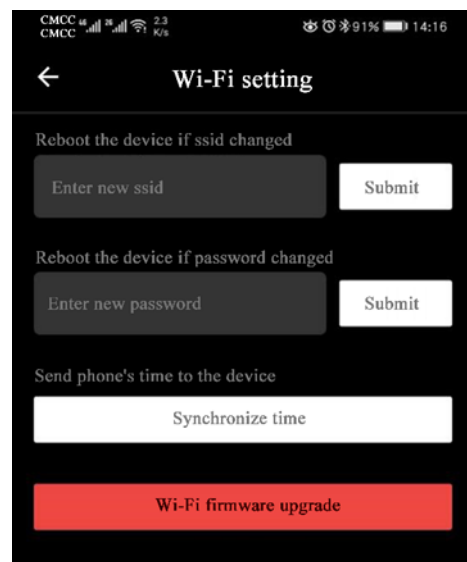 CMCC 46 26 2.3 91% 14:16
CMCC K/s
Wi-Fi setting
Reboot the device if ssid changed
Enter new ssid Submit
Reboot the device if password changed
Enter new password Submit
Send phone's time to the device
Synchronize time
Wi-Fi firmware upgrade